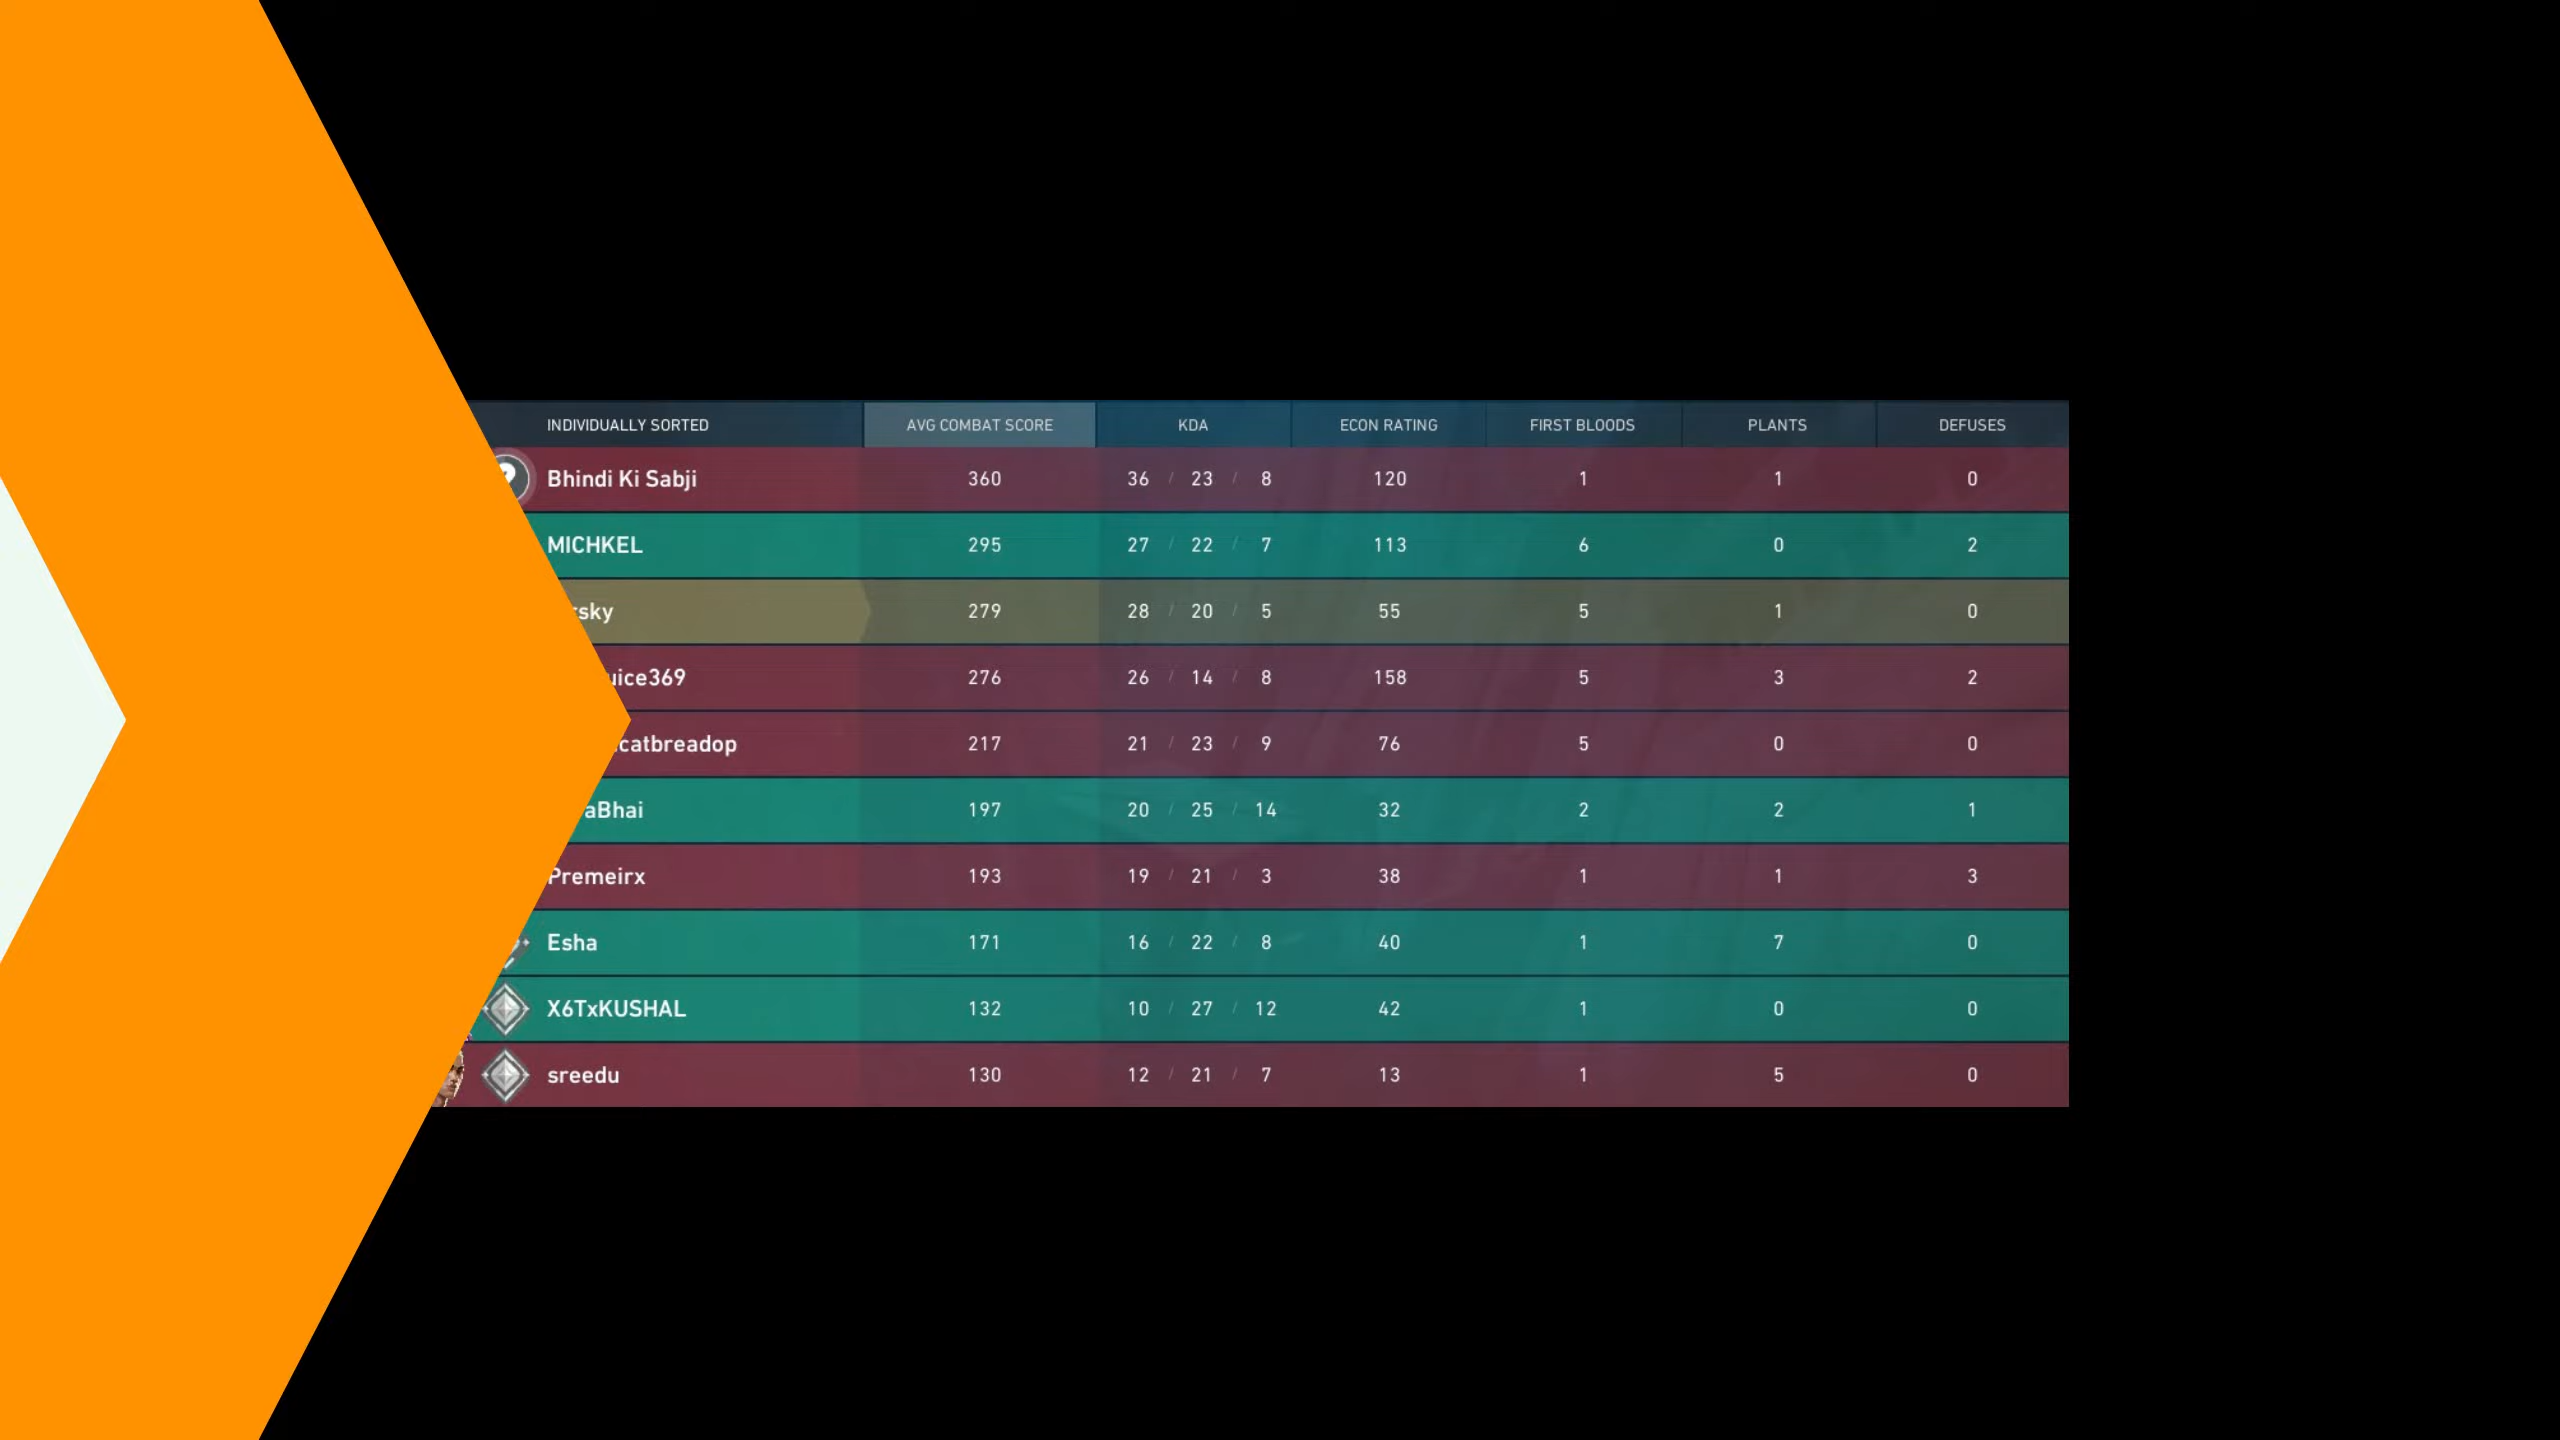 INDIVIDUALLY SORTED AVG COMBAT SCORE KDA ECON RATING FIRST BLOODS PLANTS DEFUSES
Bhindi Ki Sabji 360 36 / 23 / 8 120 1 1 0
MICHKEL 295 27 / 22 / 7 113 6 0 2
279 28 / 20 / 5 55 5 1 0
276 26 / 14 / 8 158 5 3 2
217 21 / 23 / 9 76 5 0 0
197 20 / 25 / 14 32 2 2 1
Premeirx 193 19 / 21 / 3 38 1 1 3
Esha 171 16 / 22 / 8 40 1 7 0
X6TxKUSHAL 132 10 / 27 / 12 42 1 0 0
sreedu 130 12 / 21 / 7 13 1 5 0